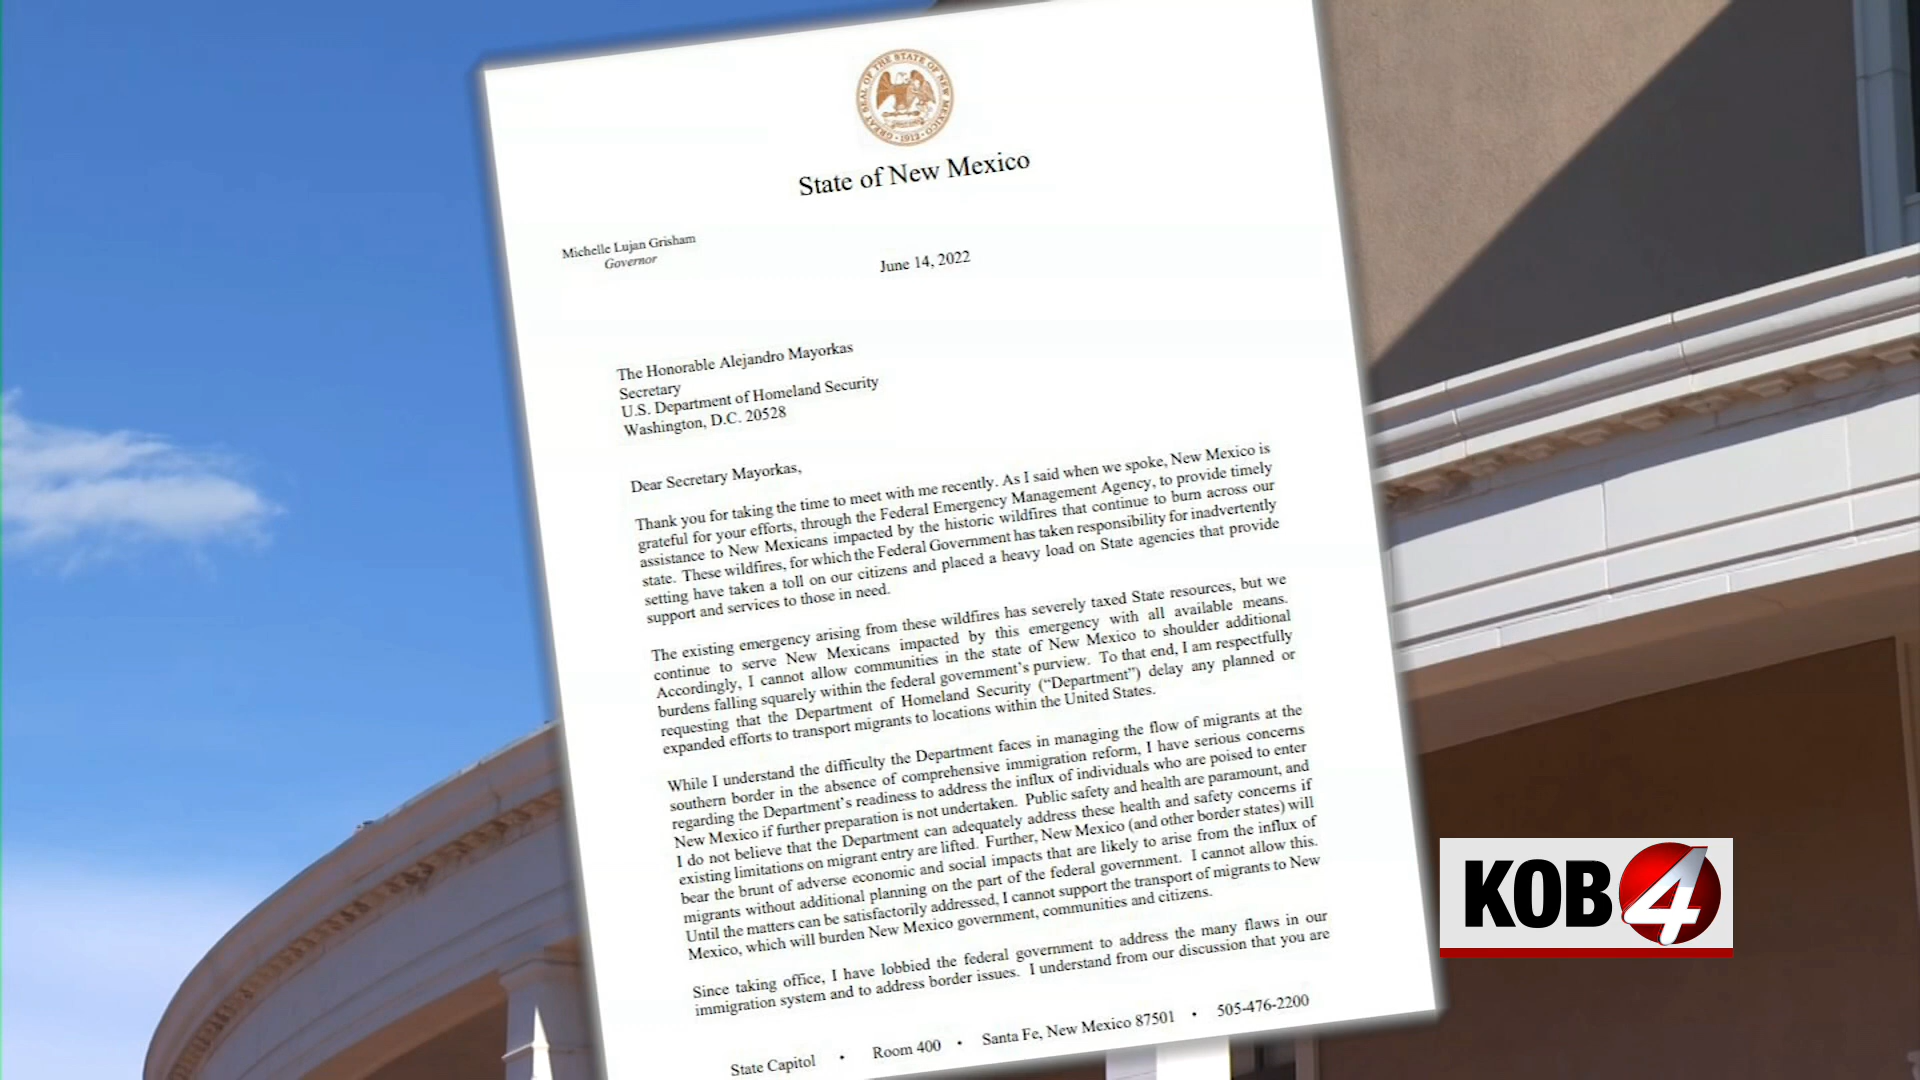 GREAT SEAL OF THE STATE OF NEW MEXICO
1912
State of New Mexico
Michelle Lujan Grisham
Governor
June 14, 2022
The Honorable Alejandro Mayorkas
Secretary
U.S. Department of Homeland Security
Washington, D.C. 20528
Dear Secretary Mayorkas,
Thank you for taking the time to meet with me recently. As I said when we spoke, New Mexico is
grateful for your efforts, through the Federal Emergency Management Agency, to provide timely
assistance to New Mexicans impacted by the historic wildfires that continue to burn across our
state. These wildfires, for which the Federal Government has taken responsibility for inadvertently
setting have taken a toll on our citizens and placed a heavy load on State agencies that provide
support and services to those in need.
The existing emergency arising from these wildfires has severely taxed State resources, but we
continue to serve New Mexicans impacted by this emergency with all available means.
Accordingly, I cannot allow communities in the state of New Mexico to shoulder additional
burdens falling squarely within the federal government's purview. To that end, I am respectfully
requesting that the Department of Homeland Security (“Department”) delay any planned or
expanded efforts to transport migrants to locations within the United States.
While I understand the difficulty the Department faces in managing the flow of migrants at the
southern border in the absence of comprehensive immigration reform, I have serious concerns
regarding the Department's readiness to address the influx of individuals who are poised to enter
New Mexico if further preparation is not undertaken. Public safety and health are paramount, and
I do not believe that the Department can adequately address these health and safety concerns if
existing limitations on migrant entry are lifted. Further, New Mexico (and other border states) will
bear the brunt of adverse economic and social impacts that are likely to arise from the influx of
migrants without additional planning on the part of the federal government. I cannot allow this.
Until the matters can be satisfactorily addressed, I cannot support the transport of migrants to New
Mexico, which will burden New Mexico government, communities and citizens.
Since taking office, I have lobbied the federal government to address the many flaws in our
immigration system and to address border issues. I understand from our discussion that you are
State Capitol • Room 400 • Santa Fe, New Mexico 87501 • 505-476-2200
KOB 4